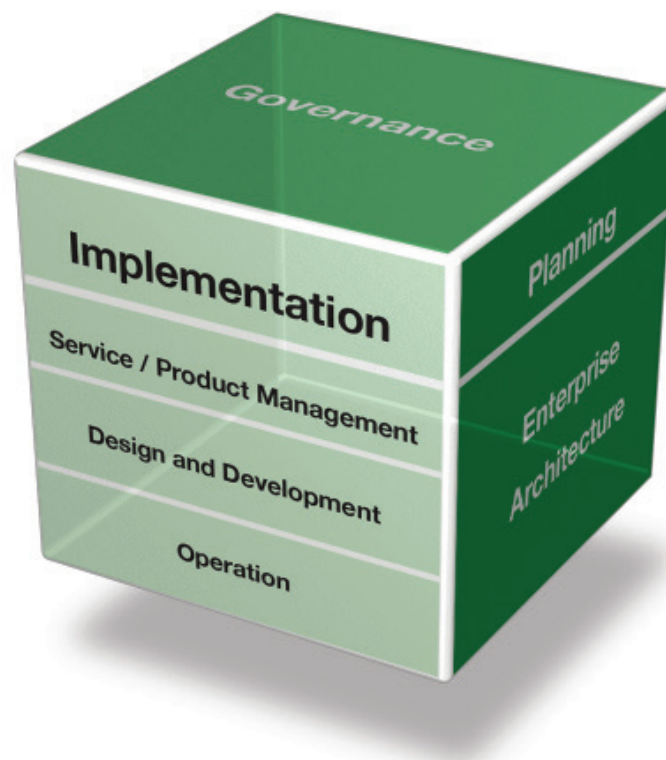 Governance
Implementation
Service / Product Management
Design and Development
Operation
Planning
Enterprise
Architecture